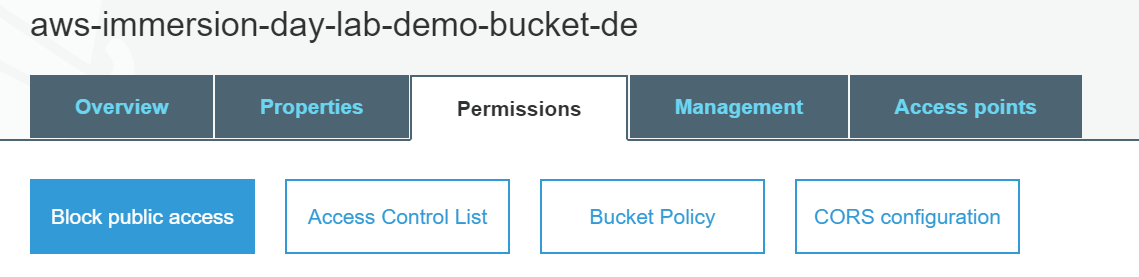 aws-immersion-day-lab-demo-bucket-de
Overview Properties Permissions Management Access points
Block public access Access Control List Bucket Policy CORS configuration